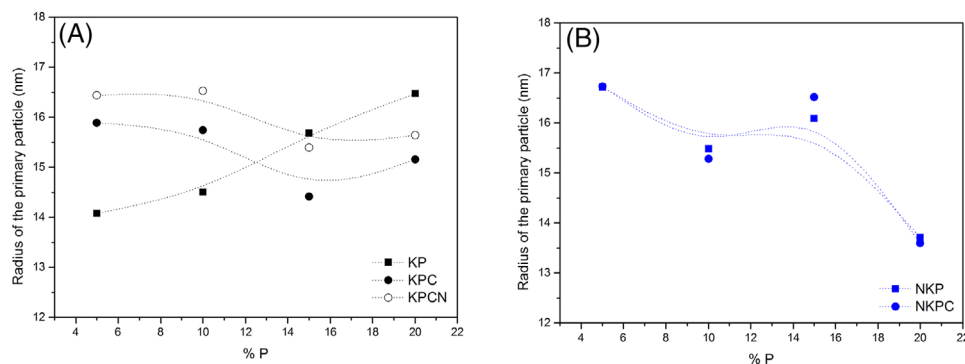 (A)
Radius of the primary particle (nm)
18
17
16
15
14
13
12
4 6 8 10 12 14 16 18 20 22
% P
KP
KPC
KPCN
(B)
Radius of the primary particle (nm)
18
17
16
15
14
13
12
4 6 8 10 12 14 16 18 20 22
% P
NKP
NKPC